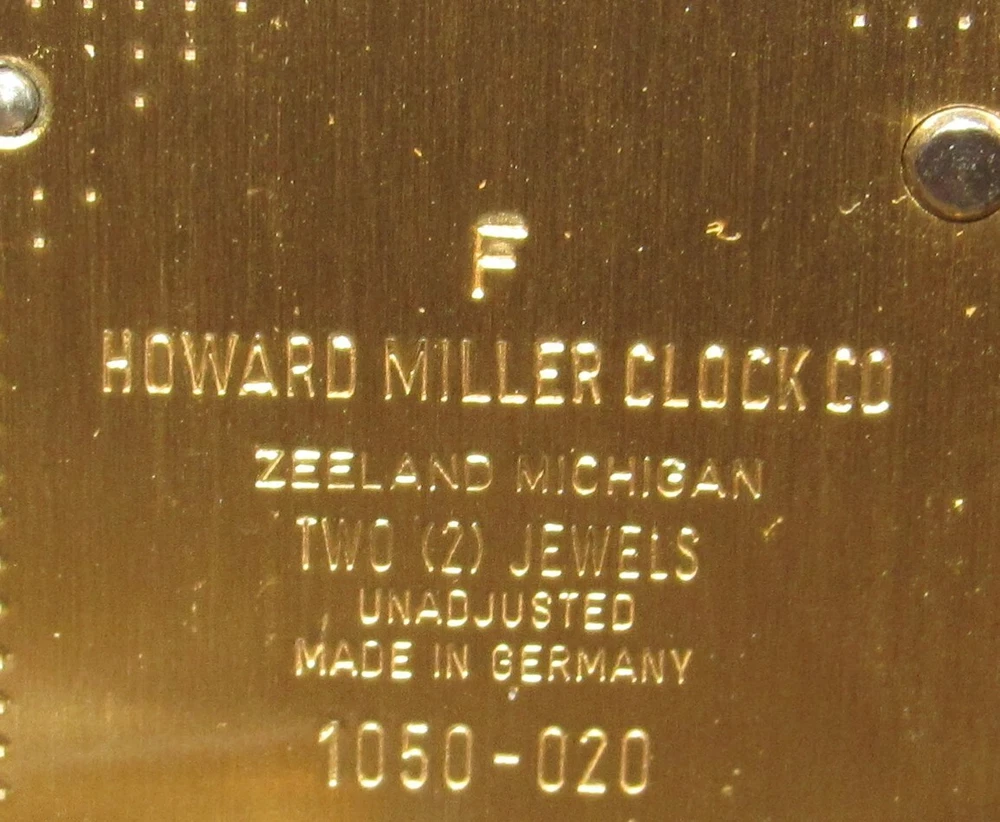 F
HOWARD MILLER CLOCK CO
ZEELAND MICHIGAN
TWO (2) JEWELS
UNADJUSTED
MADE IN GERMANY
1050-020